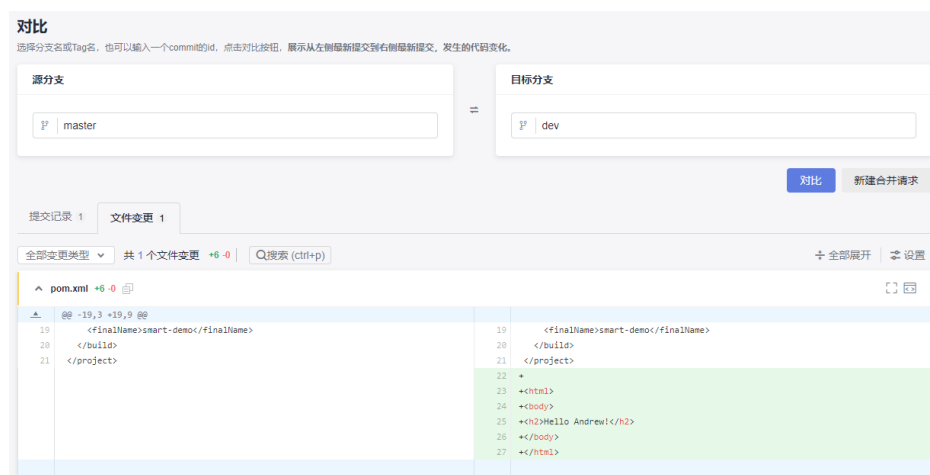 对比
选择分支名或Tag名，也可以输入一个commit的id，点击对比按钮，展示从左侧最新提交到右侧最新提交，发生的代码变化。
源分支
目标分支
master
dev
对比 新建合并请求
提交记录 1 文件变更 1
全部变更类型 共 1 个文件变更 +6 -0 搜索 (ctrl+p) 全部展开 设置
pom.xml +6 -0
@@ -19,3 +19,9 @@
19 <finalName>smart-demo</finalName> 19 <finalName>smart-demo</finalName>
20 </build> 20 </build>
21 </project> 21 </project>
22 +
23 +<html>
24 +<body>
25 +<h2>Hello Andrew!</h2>
26 +</body>
27 +</html>